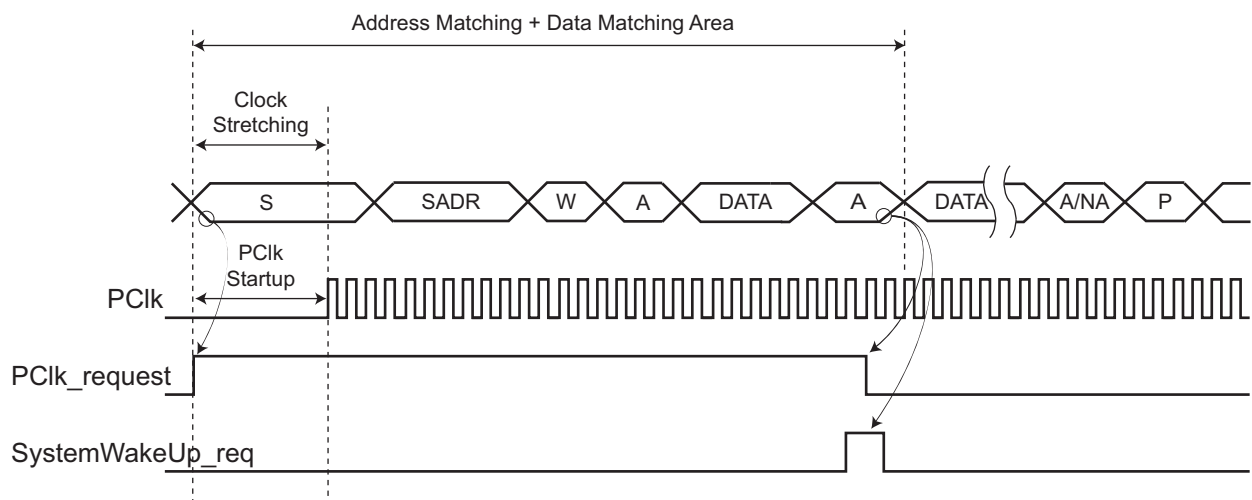 Address Matching + Data Matching Area
Clock
Stretching
S
SADR
W
A
DATA
A
DATA
A/NA
P
PClk
Startup
PClk
PClk_request
SystemWakeUp_req